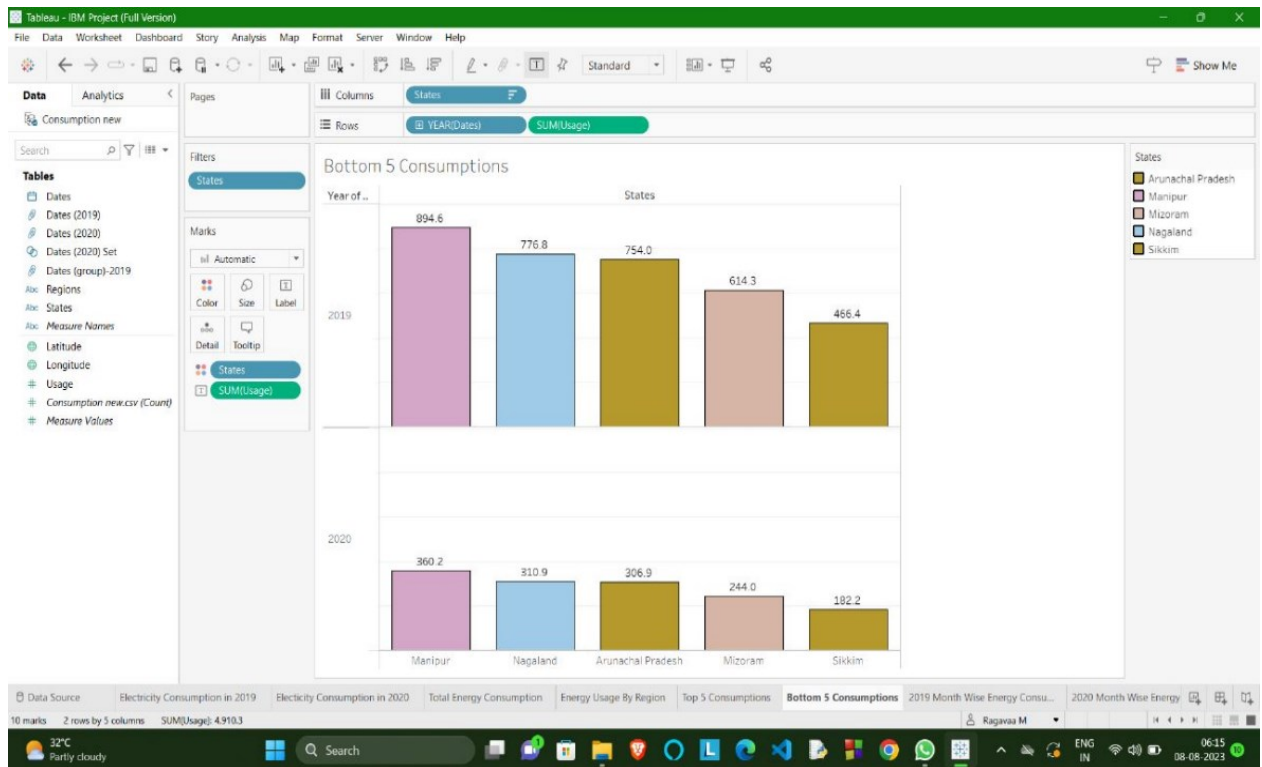 Tableau - IBM Project (Full Version)
File Data Worksheet Dashboard Story Analysis Map Format Server Window Help
Standard
Show Me
Data Analytics
Consumption new
Search
Tables
Dates
Dates (2019)
Dates (2020)
Dates (2020) Set
Dates (group)-2019
Abc Regions
Abc States
Abc Measure Names
Latitude
Longitude
# Usage
# Consumption new.csv (Count)
# Measure Values
Pages
Filters
States
Marks
Automatic
Color Size Label
Detail Tooltip
States
SUM(Usage)
Columns States
Rows YEAR(Dates) SUM(Usage)
Bottom 5 Consumptions
Year of .. States
2019
894.6 776.8 754.0 614.3 466.4
2020
360.2 310.9 306.9 244.0 182.2
Manipur Nagaland Arunachal Pradesh Mizoram Sikkim
States
Arunachal Pradesh
Manipur
Mizoram
Nagaland
Sikkim
Data Source Electricity Consumption in 2019 Electicity Consumption in 2020 Total Energy Consumption Energy Usage By Region Top 5 Consumptions Bottom 5 Consumptions 2019 Month Wise Energy Consu... 2020 Month Wise Energy
10 marks 2 rows by 5 columns SUM(Usage): 4,910.3 Ragavaa M
32°C
Partly cloudy
Search
ENG
IN
06:15
08-08-2023